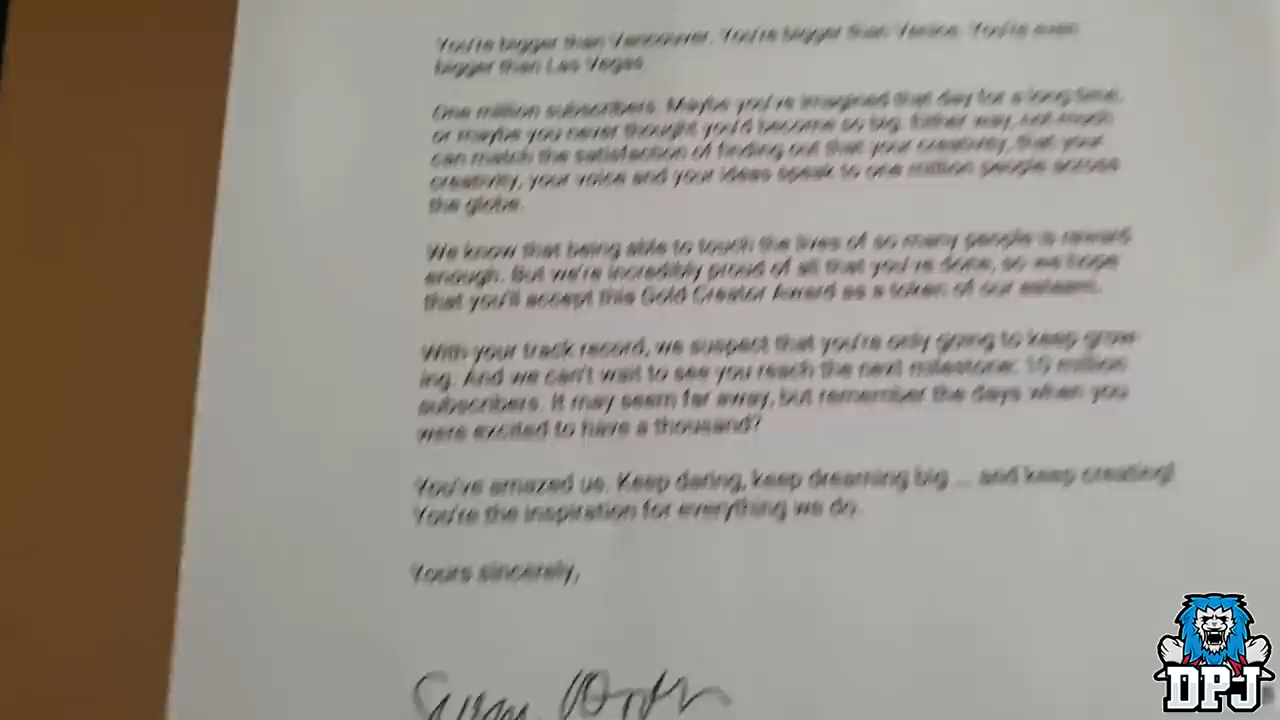 You're bigger than Vancouver. You're bigger than Venice. You're even
bigger than Las Vegas.
One million subscribers. Maybe you've imagined that day for a long time,
or maybe you never thought you'd become so big. Either way, not much
can match the satisfaction of finding out that your creativity, that your
creativity, your voice and your ideas speak to one million people across
the globe.
We know that being able to touch the lives of so many people is reward
enough. But we're incredibly proud of all that you've done, so we hope
that you'll accept this Gold Creator Award as a token of our esteem.
With your track record, we suspect that you're only going to keep grow-
ing. And we can't wait to see you reach the next milestone: 10 million
subscribers. It may seem far away, but remember the days when you
were excited to have a thousand?
You've amazed us. Keep daring, keep dreaming big ... and keep creating!
You're the inspiration for everything we do.
Yours sincerely,
Susan
DPJ